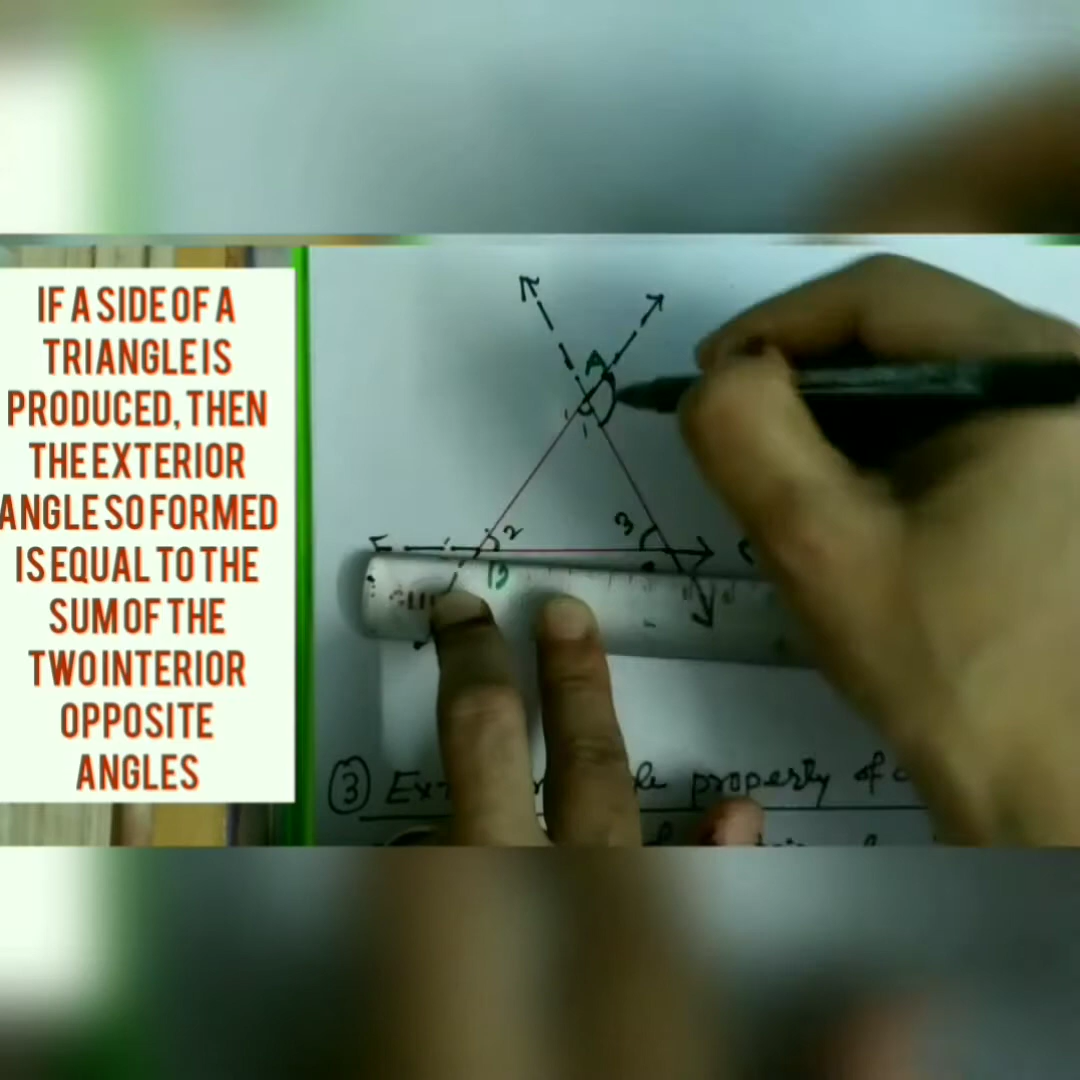 IF A SIDE OF A
TRIANGLE IS
PRODUCED, THEN
THE EXTERIOR
ANGLE SO FORMED
IS EQUAL TO THE
SUM OF THE
TWO INTERIOR
OPPOSITE
ANGLES
A
1
2
3
B
③ property of